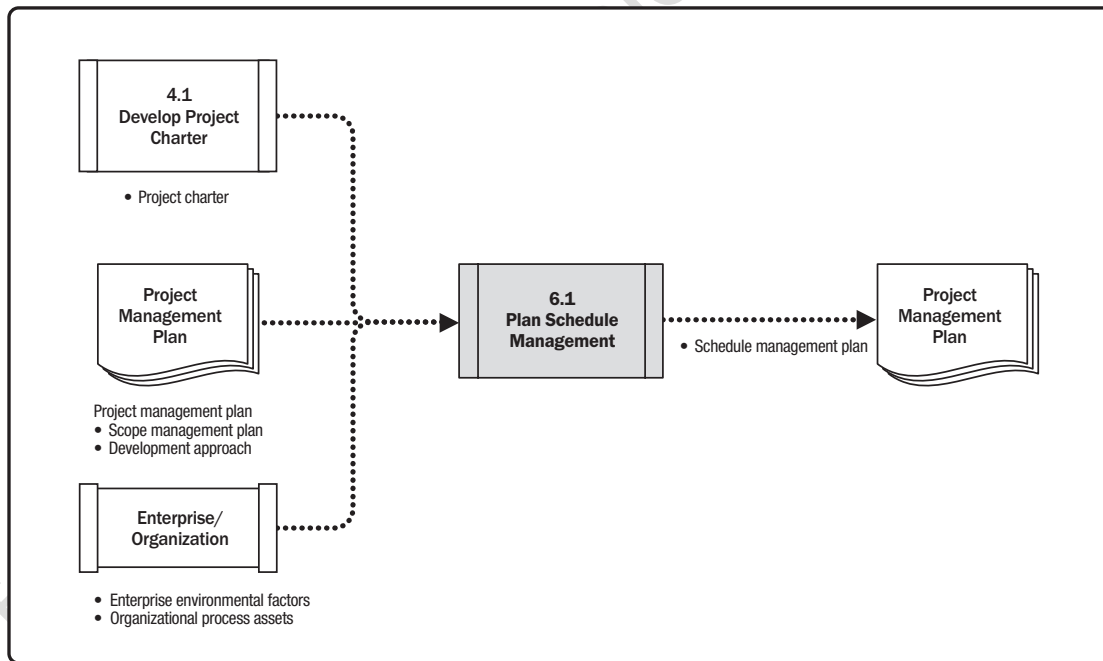 4.1
Develop Project
Charter
• Project charter
Project
Management
Plan
Project management plan
• Scope management plan
• Development approach
Enterprise/
Organization
• Enterprise environmental factors
• Organizational process assets
6.1
Plan Schedule
Management
• Schedule management plan
Project
Management
Plan